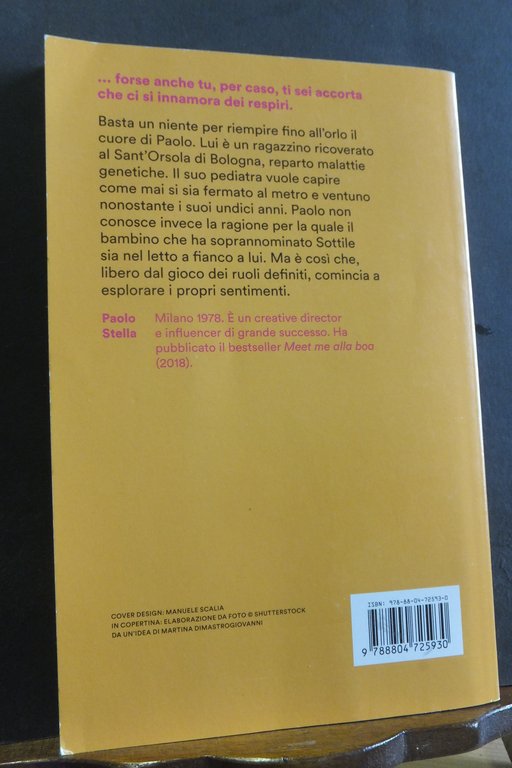 ... forse anche tu, per caso, ti sei accorta
che ci si innamora dei respiri.
Basta un niente per riempire fino all'orlo il
cuore di Paolo. Lui è un ragazzino ricoverato
al Sant'Orsola di Bologna, reparto malattie
genetiche. Il suo pediatra vuole capire
come mai si sia fermato al metro e ventuno
nonostante i suoi undici anni. Paolo non
conosce invece la ragione per la quale il
bambino che ha soprannominato Sottile
sia nel letto a fianco a lui. Ma è così che,
libero dal gioco dei ruoli definiti, comincia a
esplorare i propri sentimenti.
Paolo Stella
Milano 1978. È un creative director
e influencer di grande successo. Ha
pubblicato il bestseller Meet me alla boa
(2018).
COVER DESIGN: MANUELE SCALIA
IN COPERTINA: ELABORAZIONE DA FOTO © SHUTTERSTOCK
DA UN'IDEA DI MARTINA DIMASTROGIOVANNI
ISBN: 978-88-04-72593-0
9 788804 725930